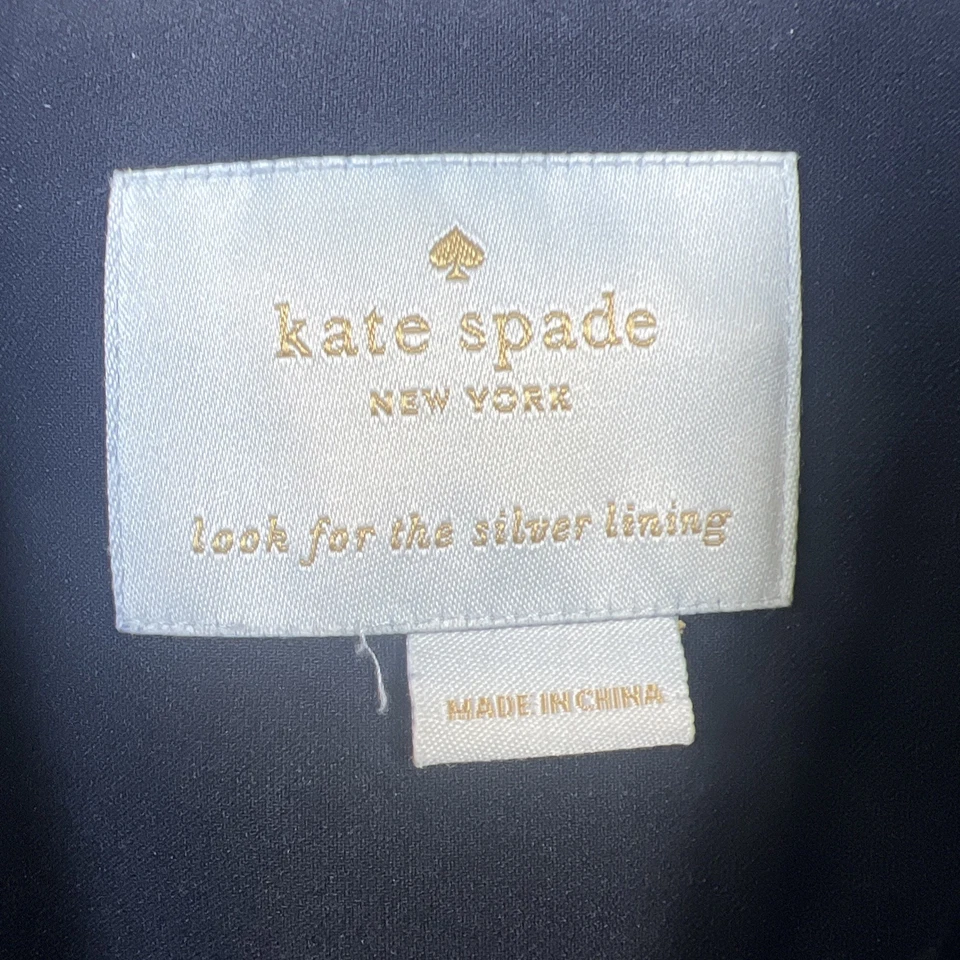 kate spade
NEW YORK
look for the silver lining
MADE IN CHINA